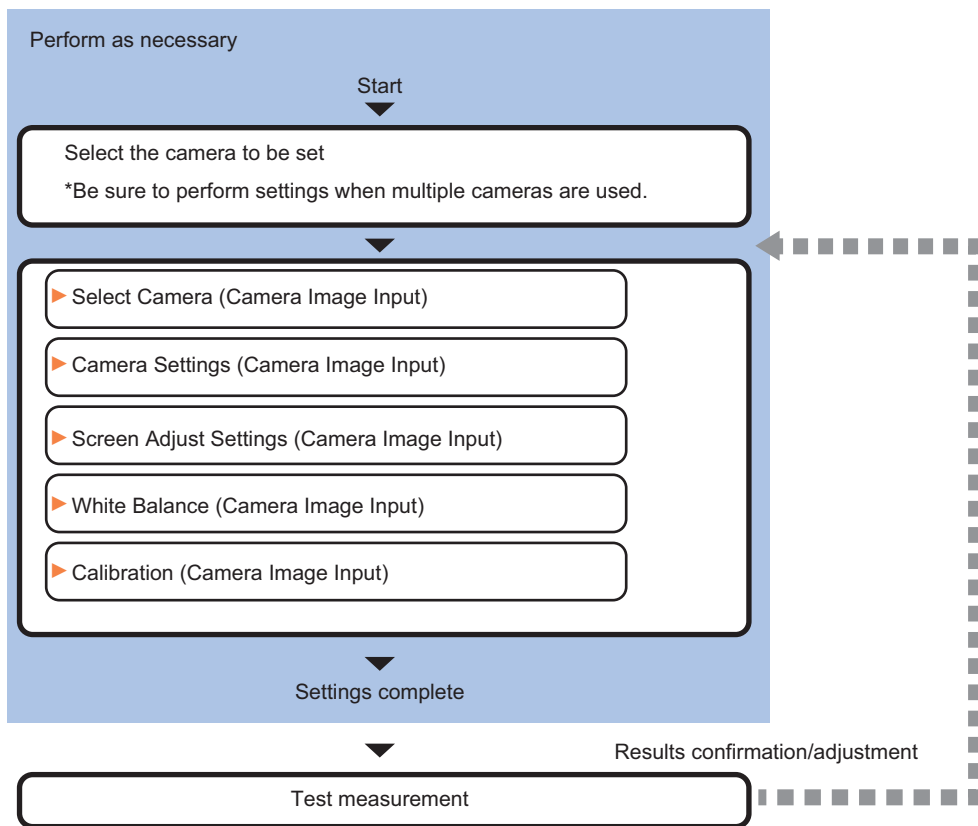 Perform as necessary
Start
Select the camera to be set
*Be sure to perform settings when multiple cameras are used.
Select Camera (Camera Image Input)
Camera Settings (Camera Image Input)
Screen Adjust Settings (Camera Image Input)
White Balance (Camera Image Input)
Calibration (Camera Image Input)
Settings complete
Results confirmation/adjustment
Test measurement